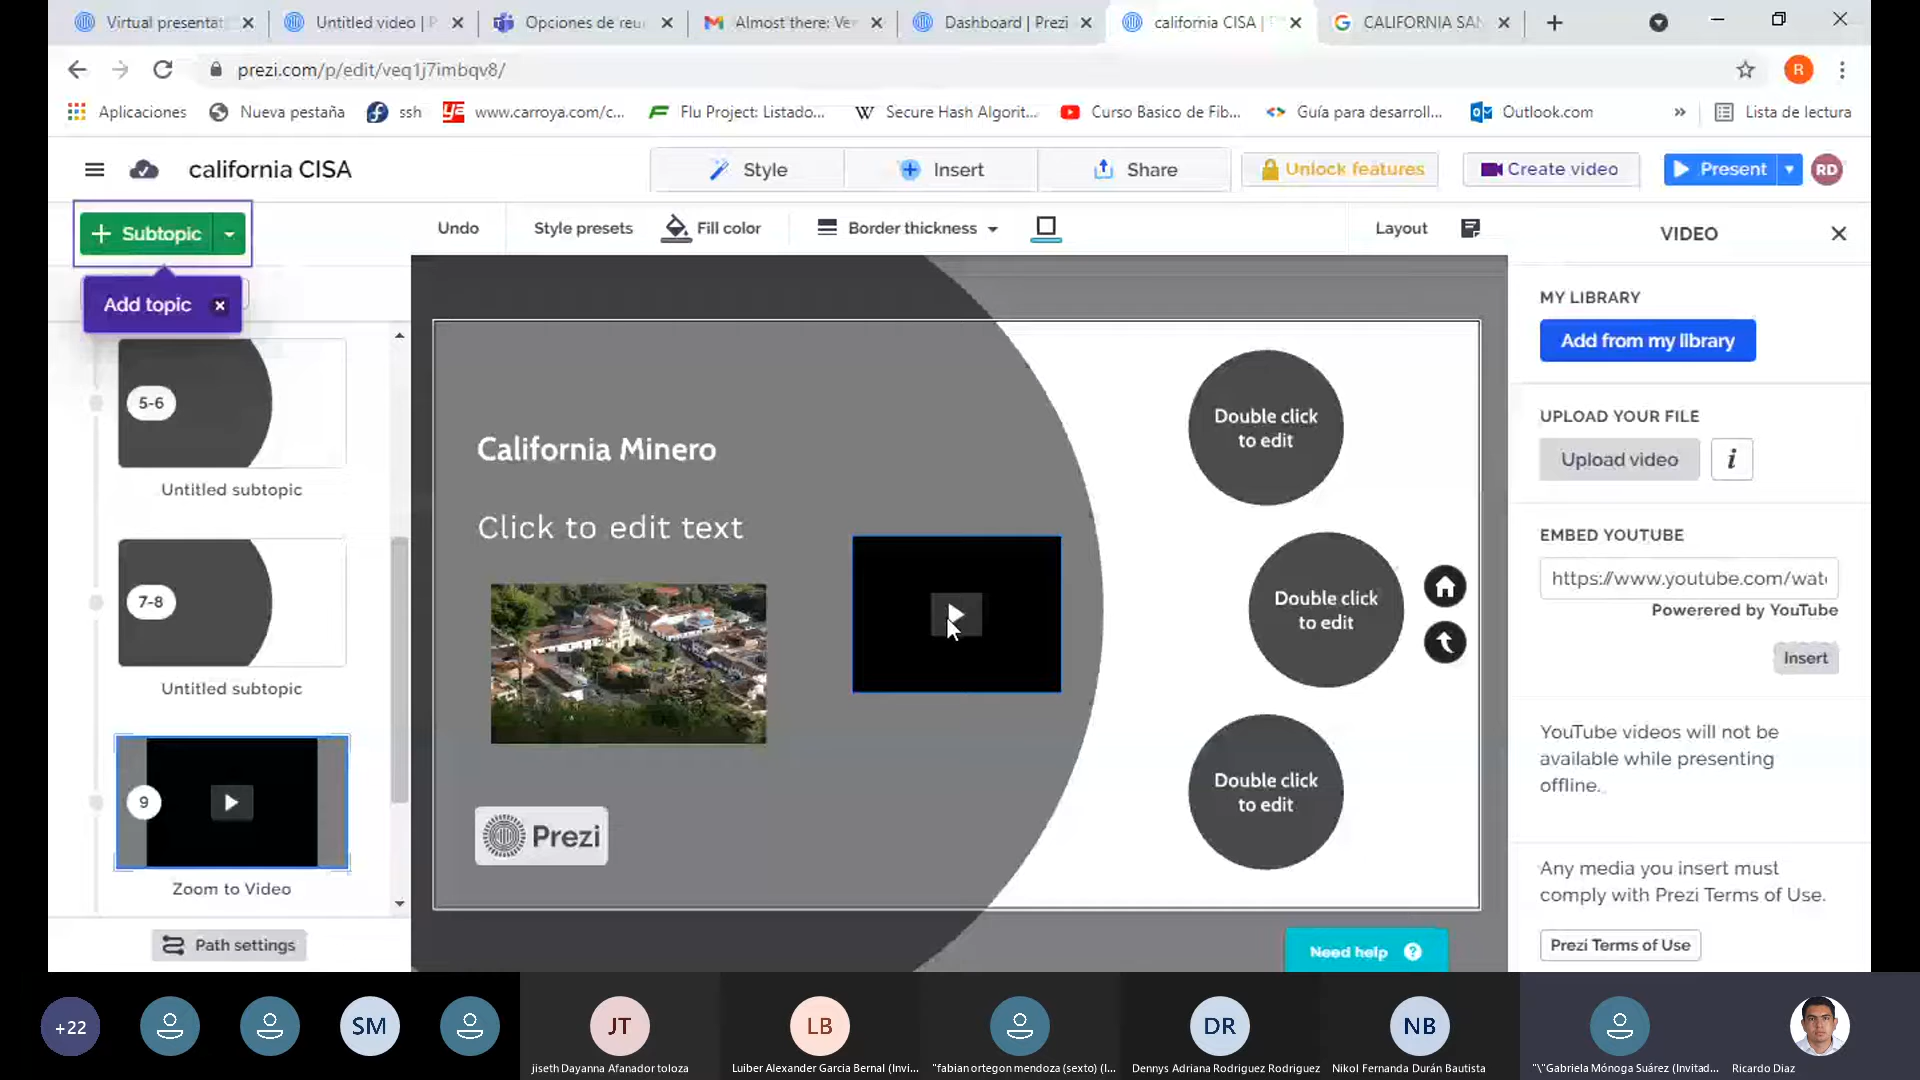 Virtual presentat
Untitled video | P
Opciones de reu
Almost there: Ve
Dashboard | Prezi
california CISA |
CALIFORNIA SAN
prezi.com/p/edit/veq1j7imbqv8/
R
Aplicaciones
Nueva pestaña
ssh
www.carroya.com/c...
Flu Project: Listado...
Secure Hash Algorit...
Curso Basico de Fib...
Guía para desarroll...
Outlook.com
»
Lista de lectura
california CISA
Style
Insert
Share
Unlock features
Create video
Present
RD
+ Subtopic
Undo
Style presets
Fill color
Border thickness
Layout
VIDEO
Add topic
5-6
Untitled subtopic
7-8
Untitled subtopic
9
Zoom to Video
Path settings
California Minero
Click to edit text
Prezi
Double click
to edit
Double click
to edit
Double click
to edit
Need help ?
MY LIBRARY
Add from my library
UPLOAD YOUR FILE
Upload video
i
EMBED YOUTUBE
https://www.youtube.com/wat
Powerered by YouTube
Insert
YouTube videos will not be
available while presenting
offline.
Any media you insert must
comply with Prezi Terms of Use.
Prezi Terms of Use
+22
SM
JT
LB
DR
NB
jiseth Dayanna Afanador toloza
Luiber Alexander Garcia Bernal (Invi...
"fabian ortegon mendoza (sexto) (I...
Dennys Adriana Rodriguez Rodriguez
Nikol Fernanda Durán Bautista
"\"Gabriela Mónoga Suárez (Invitad...
Ricardo Diaz